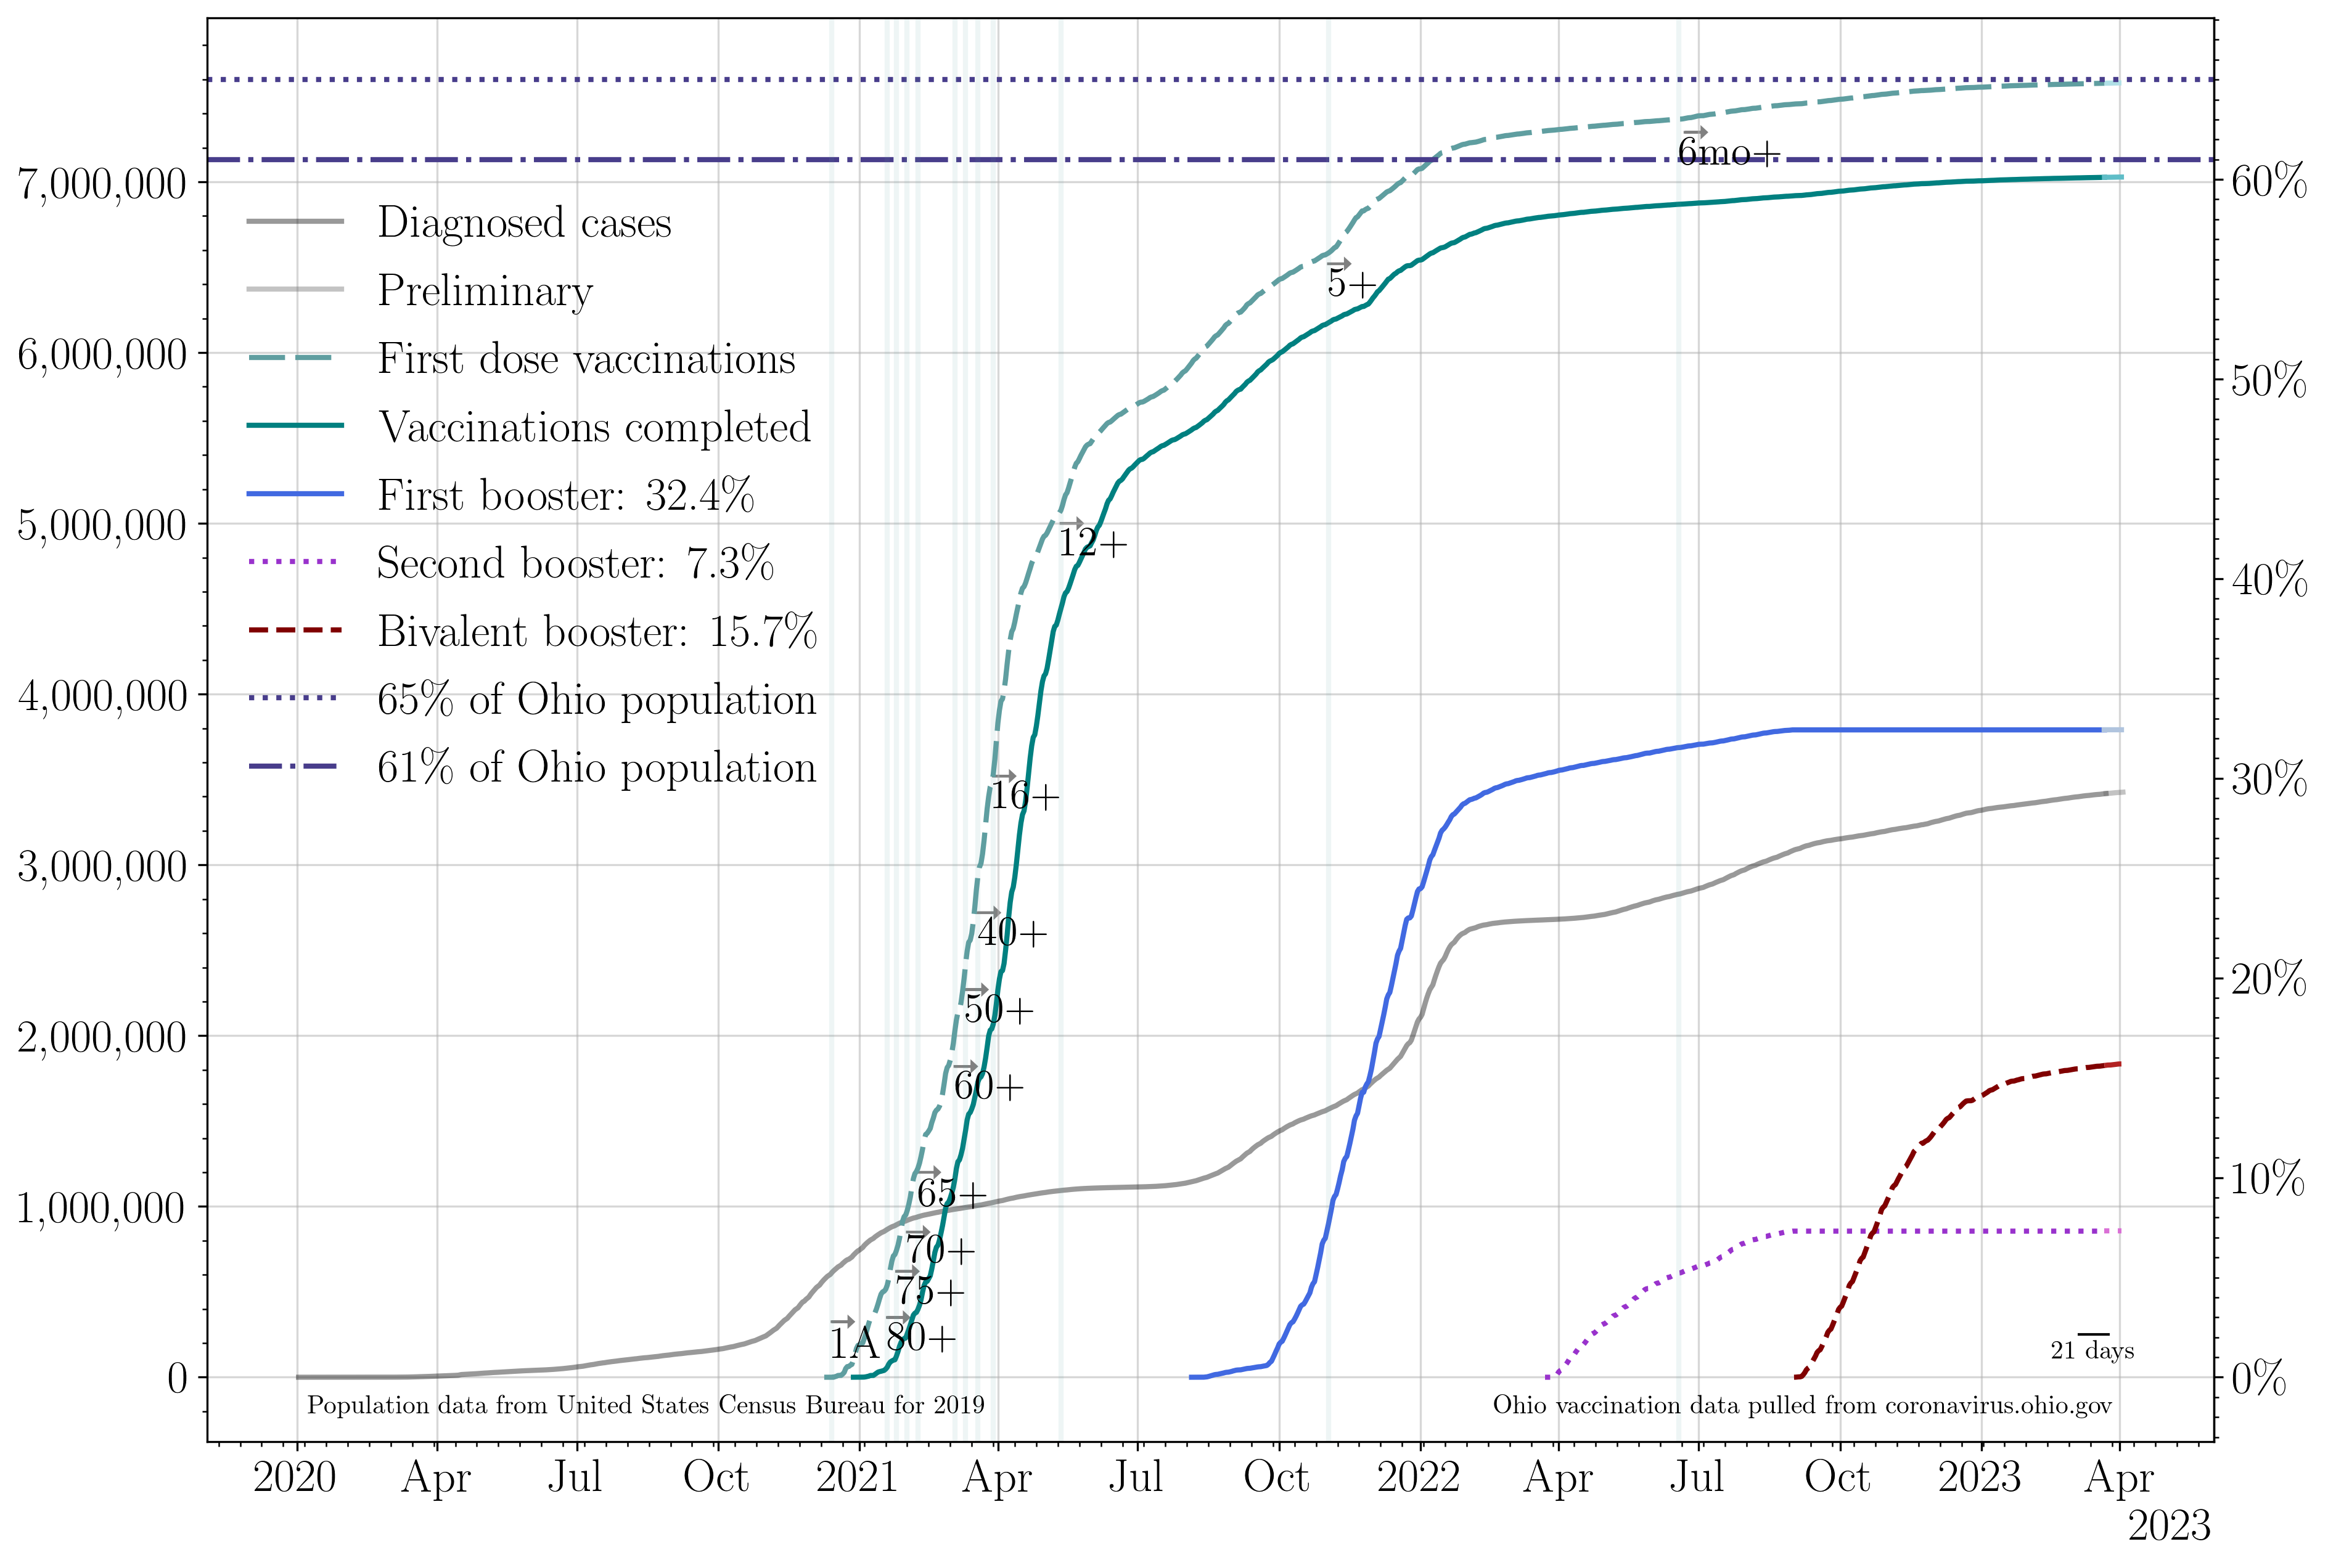 7,000,000
6,000,000
5,000,000
4,000,000
3,000,000
2,000,000
1,000,000
0
Diagnosed cases
Preliminary
First dose vaccinations
Vaccinations completed
First booster: 32.4%
Second booster: 7.3%
Bivalent booster: 15.7%
65% of Ohio population
61% of Ohio population
6mo+
5+
12+
16+
40+
50+
60+
65+
70+
75+
80+
1A
60%
50%
40%
30%
20%
10%
0%
21 days
Population data from United States Census Bureau for 2019
Ohio vaccination data pulled from coronavirus.ohio.gov
2020 Apr Jul Oct 2021 Apr Jul Oct 2022 Apr Jul Oct 2023 Apr
2023